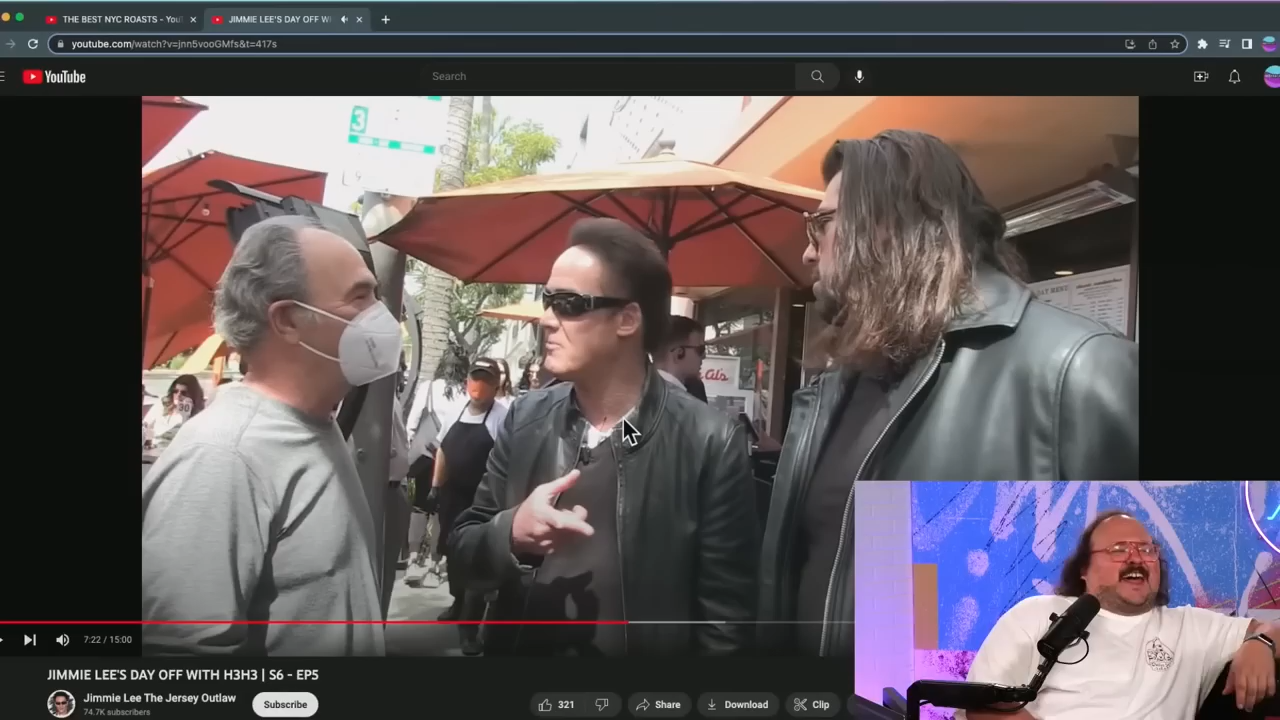 THE BEST NYC ROASTS - You
JIMMIE LEE'S DAY OFF WI
youtube.com/watch?v=jnn5vooGMfs&t=417s
YouTube
Search
3
Al's
7:22 / 15:00
JIMMIE LEE'S DAY OFF WITH H3H3 | S6 - EP5
Jimmie Lee The Jersey Outlaw
74.7K subscribers
Subscribe
321
Share
Download
Clip